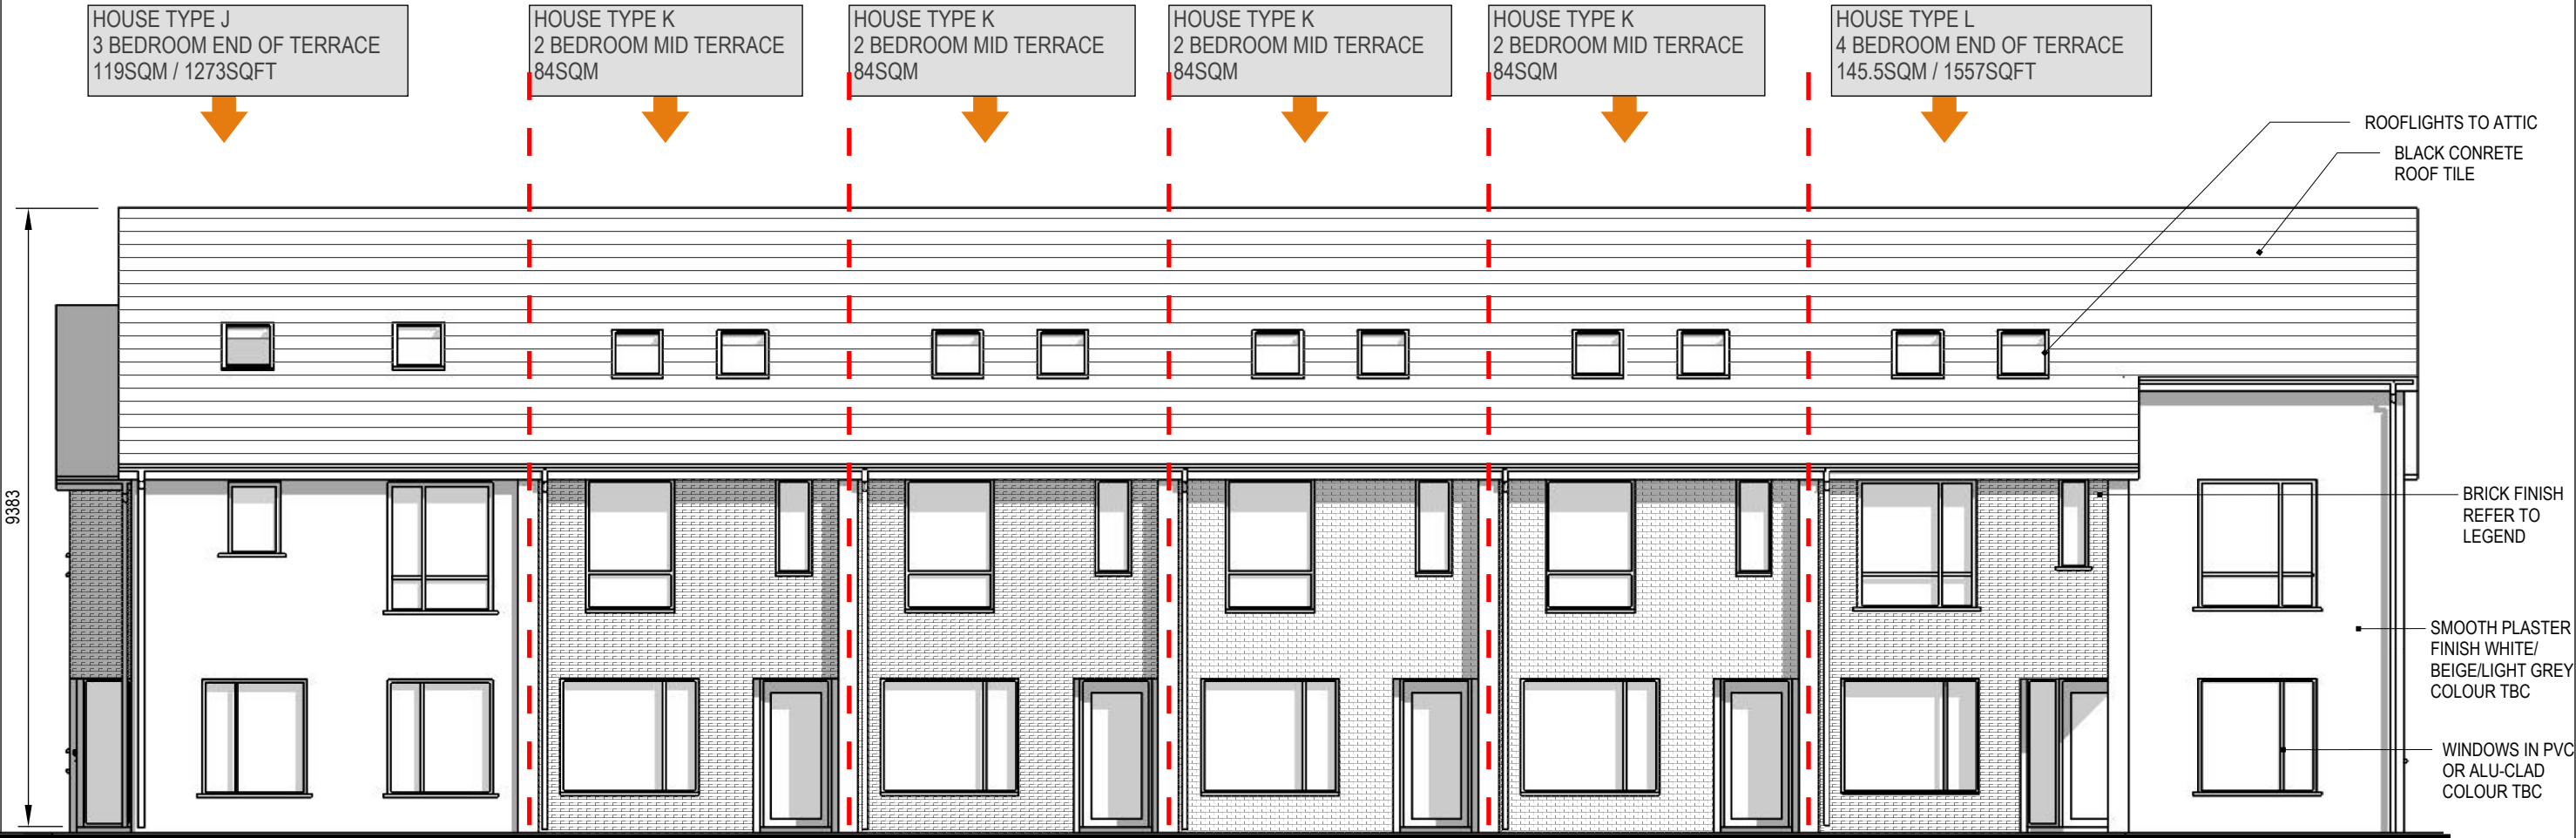 HOUSE TYPE J
3 BEDROOM END OF TERRACE
119SQM / 1273SQFT
HOUSE TYPE K
2 BEDROOM MID TERRACE
84SQM
HOUSE TYPE K
2 BEDROOM MID TERRACE
84SQM
HOUSE TYPE K
2 BEDROOM MID TERRACE
84SQM
HOUSE TYPE K
2 BEDROOM MID TERRACE
84SQM
HOUSE TYPE L
4 BEDROOM END OF TERRACE
145.5SQM / 1557SQFT
ROOFLIGHTS TO ATTIC
BLACK CONRETE
ROOF TILE
9383
BRICK FINISH
REFER TO
LEGEND
SMOOTH PLASTER
FINISH WHITE/
BEIGE/LIGHT GREY
COLOUR TBC
WINDOWS IN PVC
OR ALU-CLAD
COLOUR TBC